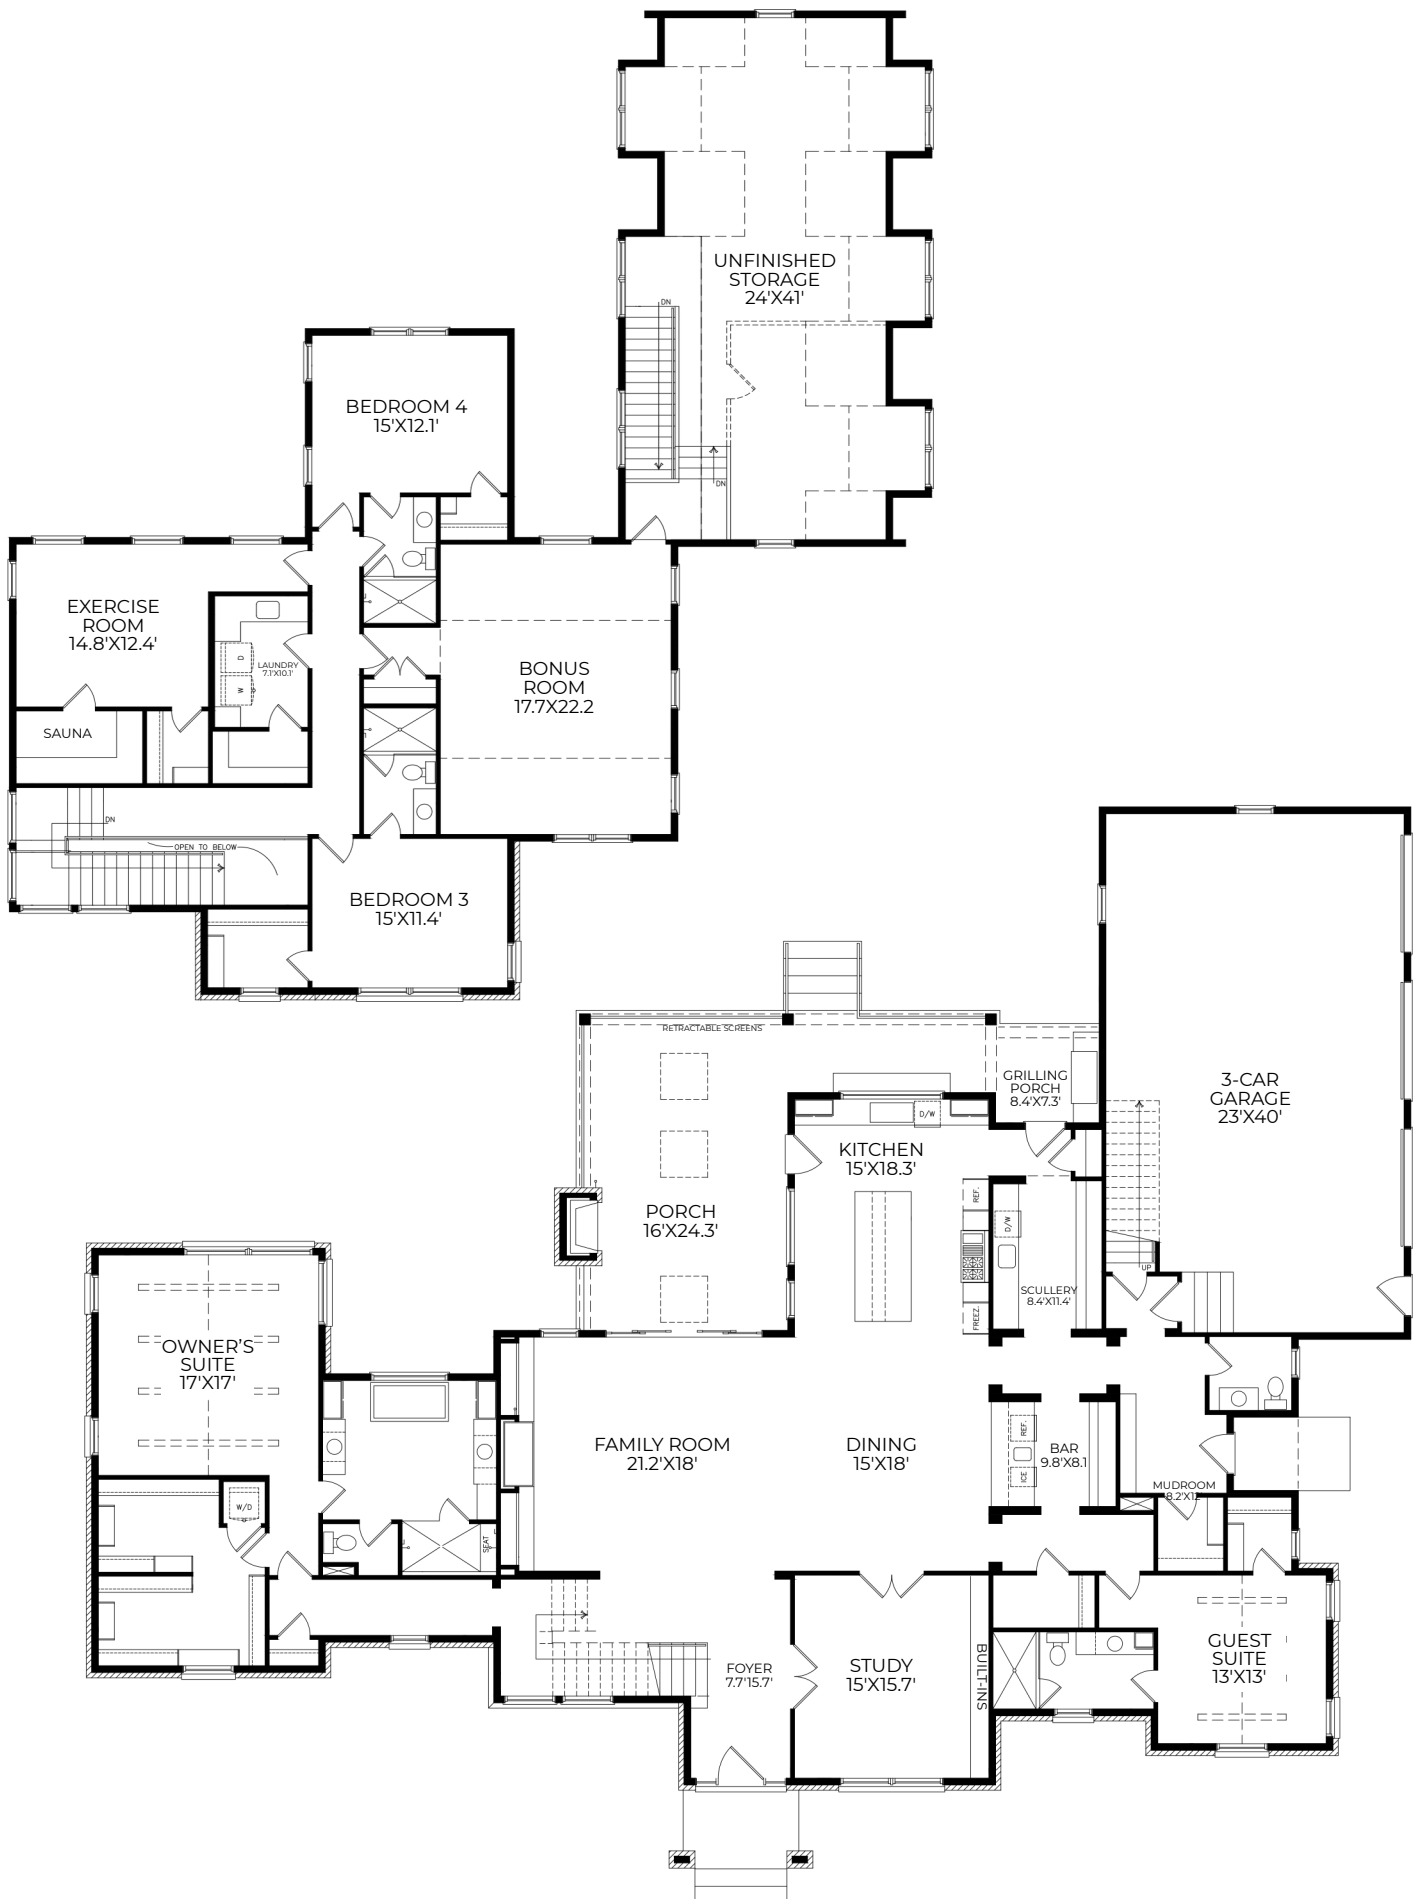 UNFINISHED
STORAGE
24'X41'
DN
DN
BEDROOM 4
15'X12.1'
EXERCISE
ROOM
14.8'X12.4'
D
W
LAUNDRY
7.1'X10.1'
BONUS
ROOM
17.7X22.2
SAUNA
DN
OPEN TO BELOW
BEDROOM 3
15'X11.4'
RETRACTABLE SCREENS
GRILLING
PORCH
8.4'X7.3'
3-CAR
GARAGE
23'X40'
D/W
KITCHEN
15'X18.3'
REF.
PORCH
16'X24.3'
D/W
UP
SCULLERY
8.4'X11.4'
FREEZ.
OWNER'S
SUITE
17'X17'
FAMILY ROOM
21.2'X18'
DINING
15'X18'
REF.
ICE
BAR
9.8'X8.1
MUDROOM
8.2'X12'
W/D
SEAT
FOYER
7.7'15.7'
STUDY
15'X15.7'
BUILT-INS
GUEST
SUITE
13'X13'